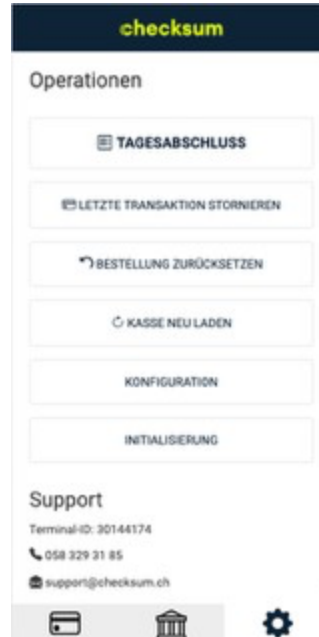 checksum
Operationen
TAGESABSCHLUSS
LETZTE TRANSAKTION STORNIEREN
BESTELLUNG ZURÜCKSETZEN
KASSE NEU LADEN
KONFIGURATION
INITIALISIERUNG
Support
Terminal-ID: 30144174
058 329 31 85
support@checksum.ch